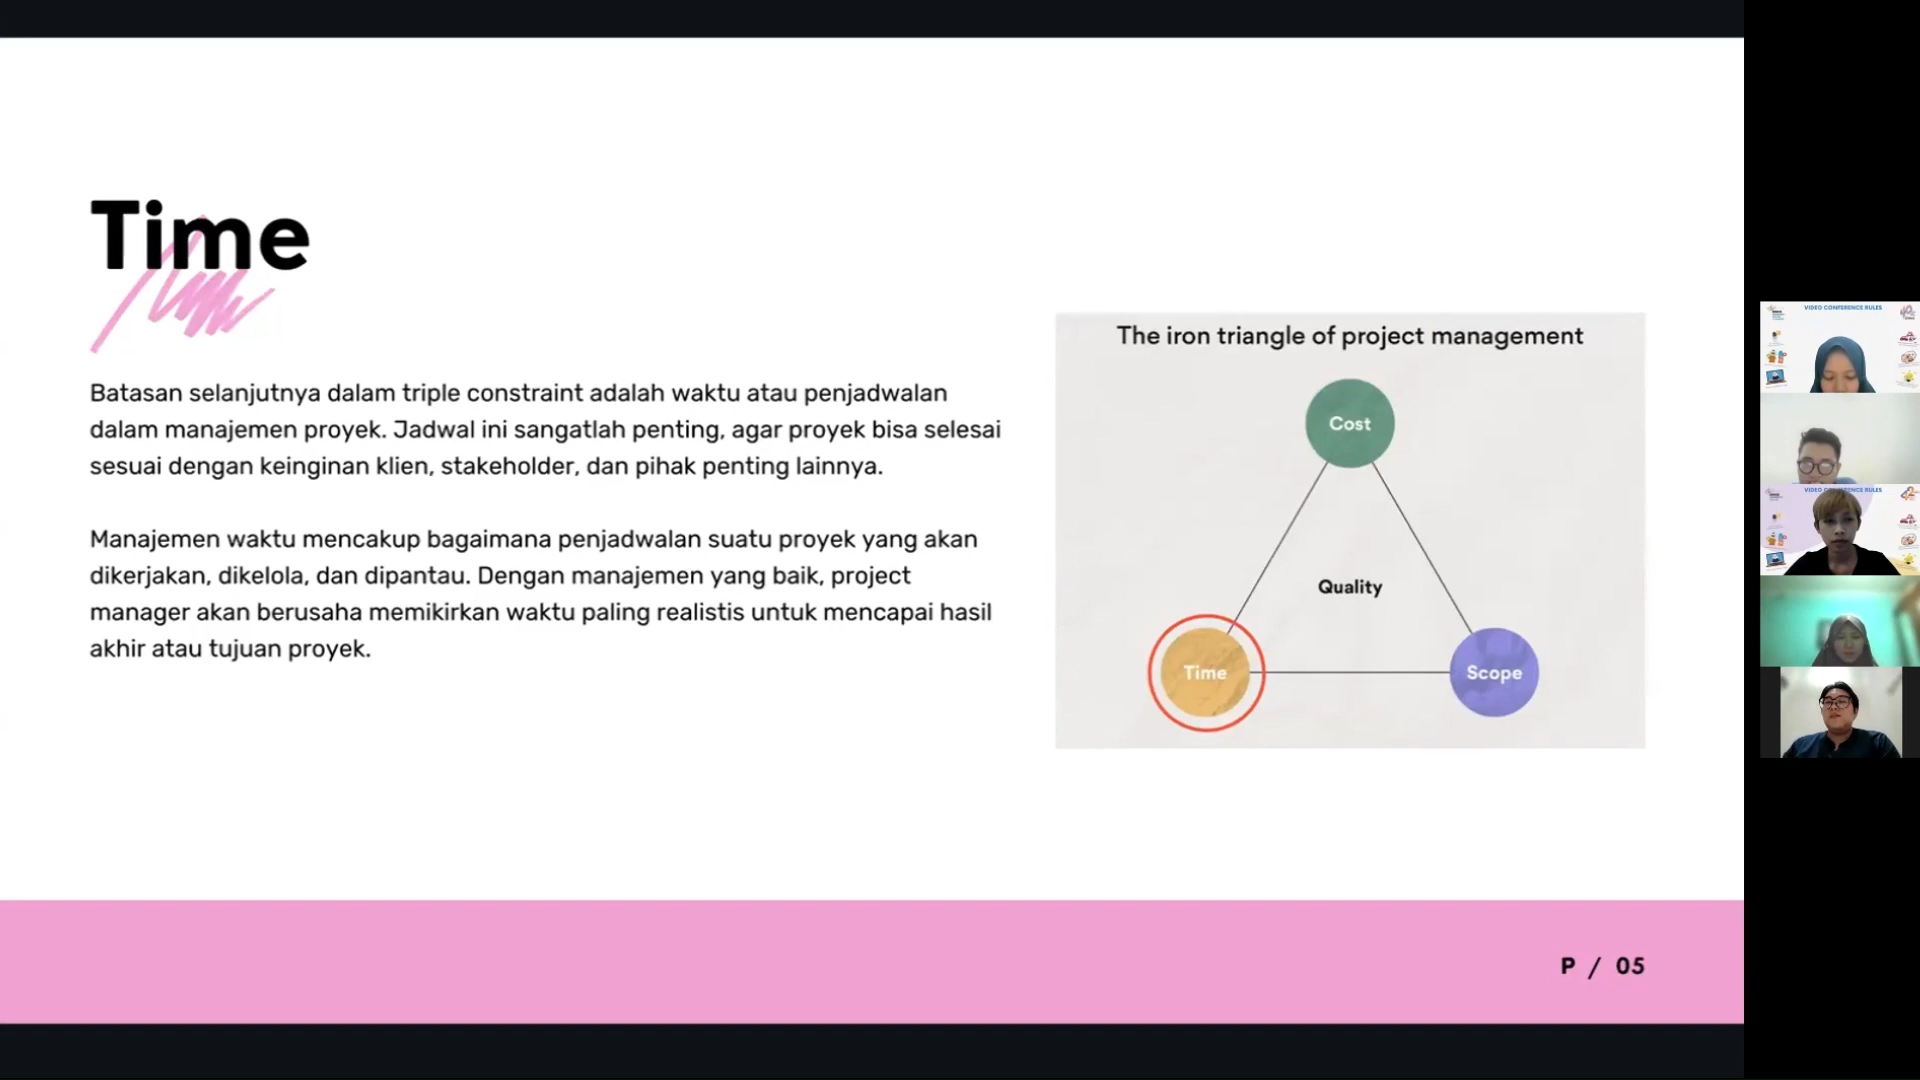 Time
Batasan selanjutnya dalam triple constraint adalah waktu atau penjadwalan
dalam manajemen proyek. Jadwal ini sangatlah penting, agar proyek bisa selesai
sesuai dengan keinginan klien, stakeholder, dan pihak penting lainnya.
Manajemen waktu mencakup bagaimana penjadwalan suatu proyek yang akan
dikerjakan, dikelola, dan dipantau. Dengan manajemen yang baik, project
manager akan berusaha memikirkan waktu paling realistis untuk mencapai hasil
akhir atau tujuan proyek.
The iron triangle of project management
Cost
Quality
Time
Scope
P / 05
VIDEO CONFERENCE RULES